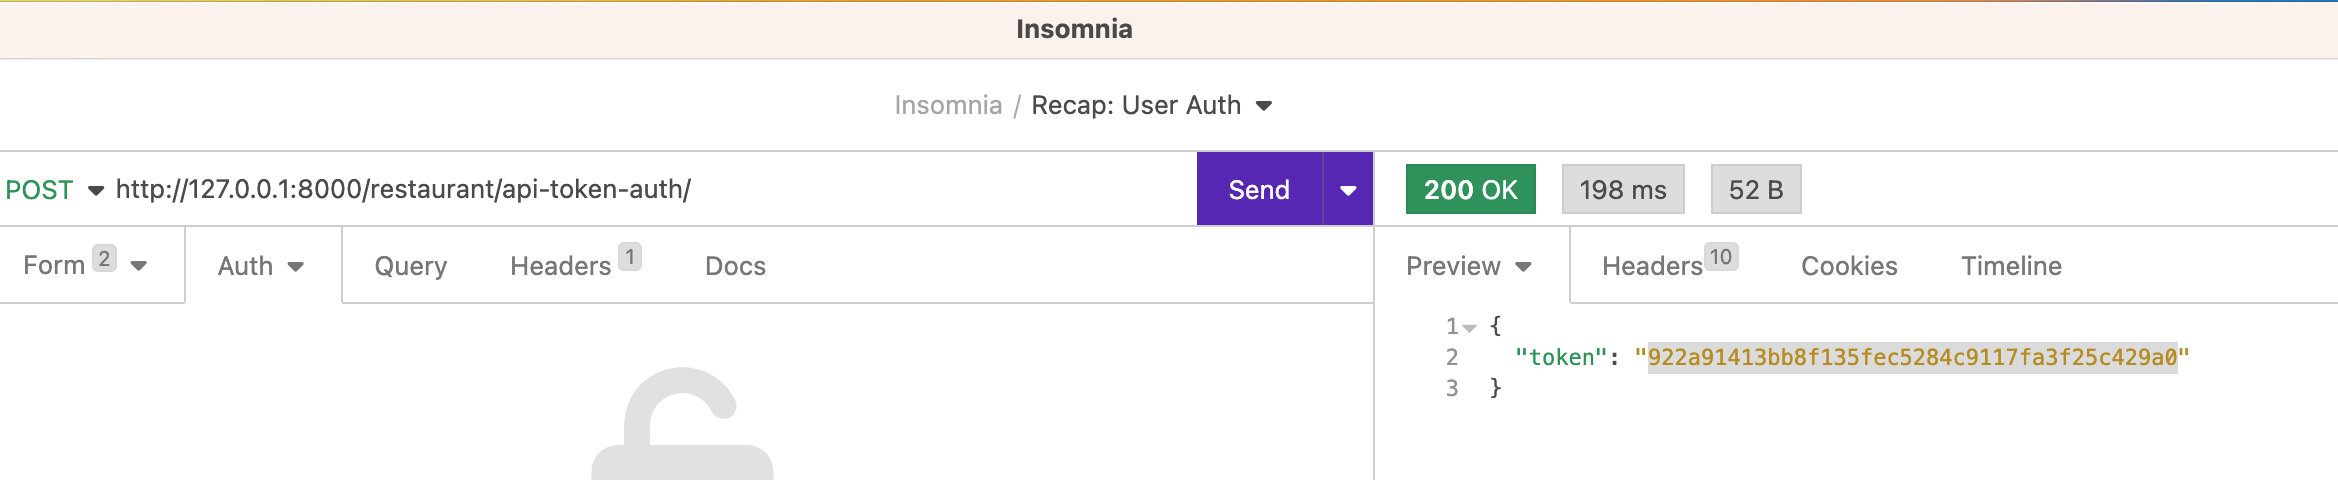 Insomnia
Insomnia / Recap: User Auth
POST http://127.0.0.1:8000/restaurant/api-token-auth/ Send 200 OK 198 ms 52 B
Form 2 Auth Query Headers 1 Docs Preview Headers 10 Cookies Timeline
1 {
2 "token": "922a91413bb8f135fec5284c9117fa3f25c429a0"
3 }